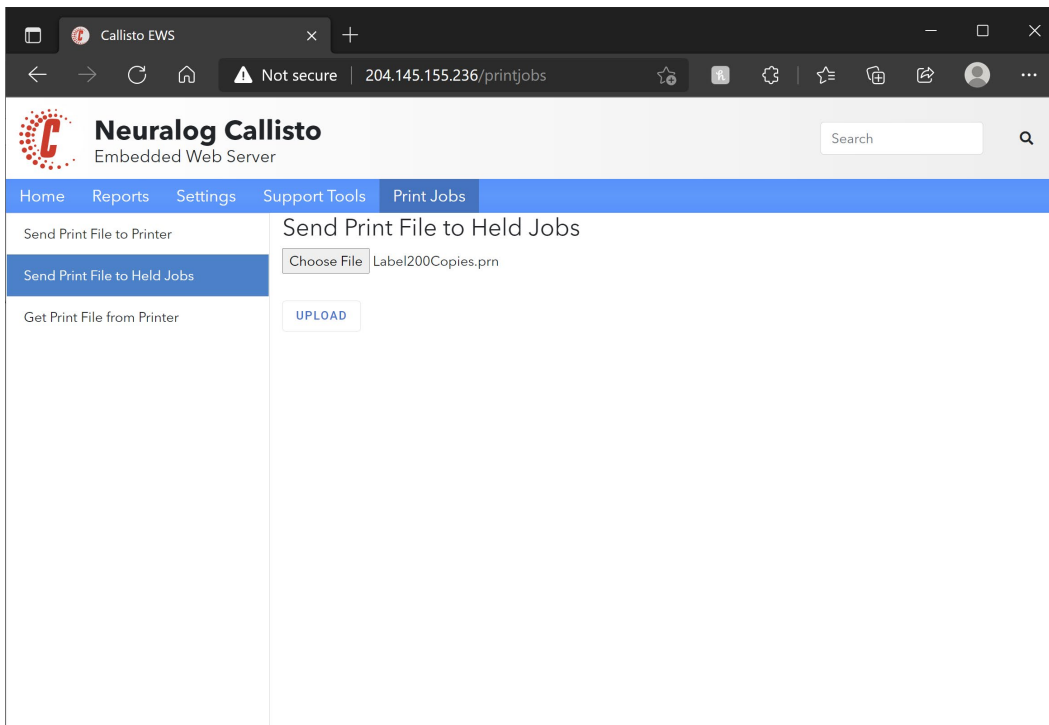 Callisto EWS
Not secure | 204.145.155.236/printjobs
Neuralog Callisto
Embedded Web Server
Search
Home Reports Settings Support Tools Print Jobs
Send Print File to Printer
Send Print File to Held Jobs
Get Print File from Printer
Send Print File to Held Jobs
Choose File Label200Copies.prn
UPLOAD